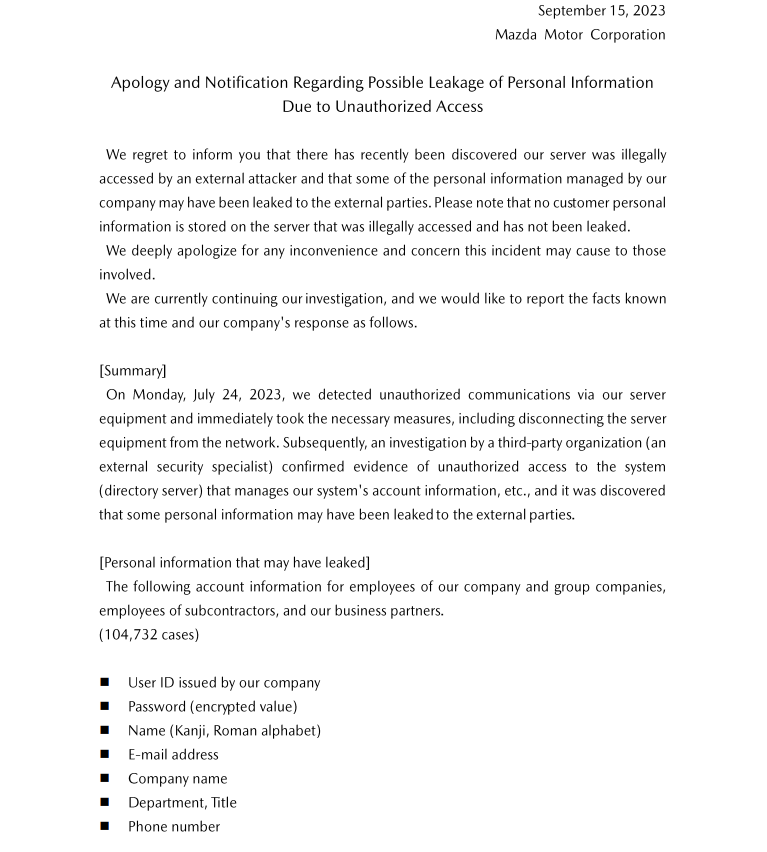 September 15, 2023
Mazda Motor Corporation
Apology and Notification Regarding Possible Leakage of Personal Information
Due to Unauthorized Access
We regret to inform you that there has recently been discovered our server was illegally
accessed by an external attacker and that some of the personal information managed by our
company may have been leaked to the external parties. Please note that no customer personal
information is stored on the server that was illegally accessed and has not been leaked.
We deeply apologize for any inconvenience and concern this incident may cause to those
involved.
We are currently continuing our investigation, and we would like to report the facts known
at this time and our company's response as follows.
[Summary]
On Monday, July 24, 2023, we detected unauthorized communications via our server
equipment and immediately took the necessary measures, including disconnecting the server
equipment from the network. Subsequently, an investigation by a third-party organization (an
external security specialist) confirmed evidence of unauthorized access to the system
(directory server) that manages our system's account information, etc., and it was discovered
that some personal information may have been leaked to the external parties.
[Personal information that may have leaked]
The following account information for employees of our company and group companies,
employees of subcontractors, and our business partners.
(104,732 cases)
■ User ID issued by our company
■ Password (encrypted value)
■ Name (Kanji, Roman alphabet)
■ E-mail address
■ Company name
■ Department, Title
■ Phone number